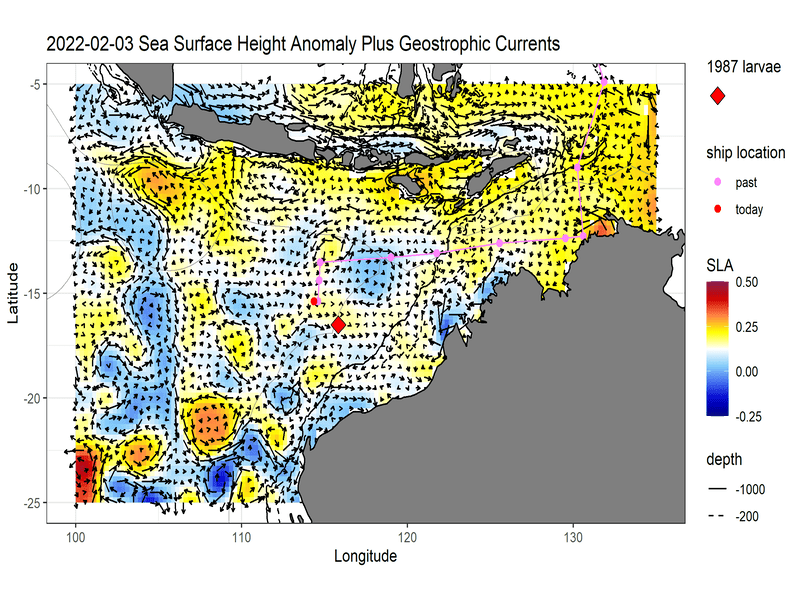 2022-02-03 Sea Surface Height Anomaly Plus Geostrophic Currents
-5
-10
-15
-20
-25
Latitude
100
110
120
130
Longitude
1987 larvae
ship location
past
today
SLA
0.50
0.25
0.00
-0.25
depth
-1000
-200